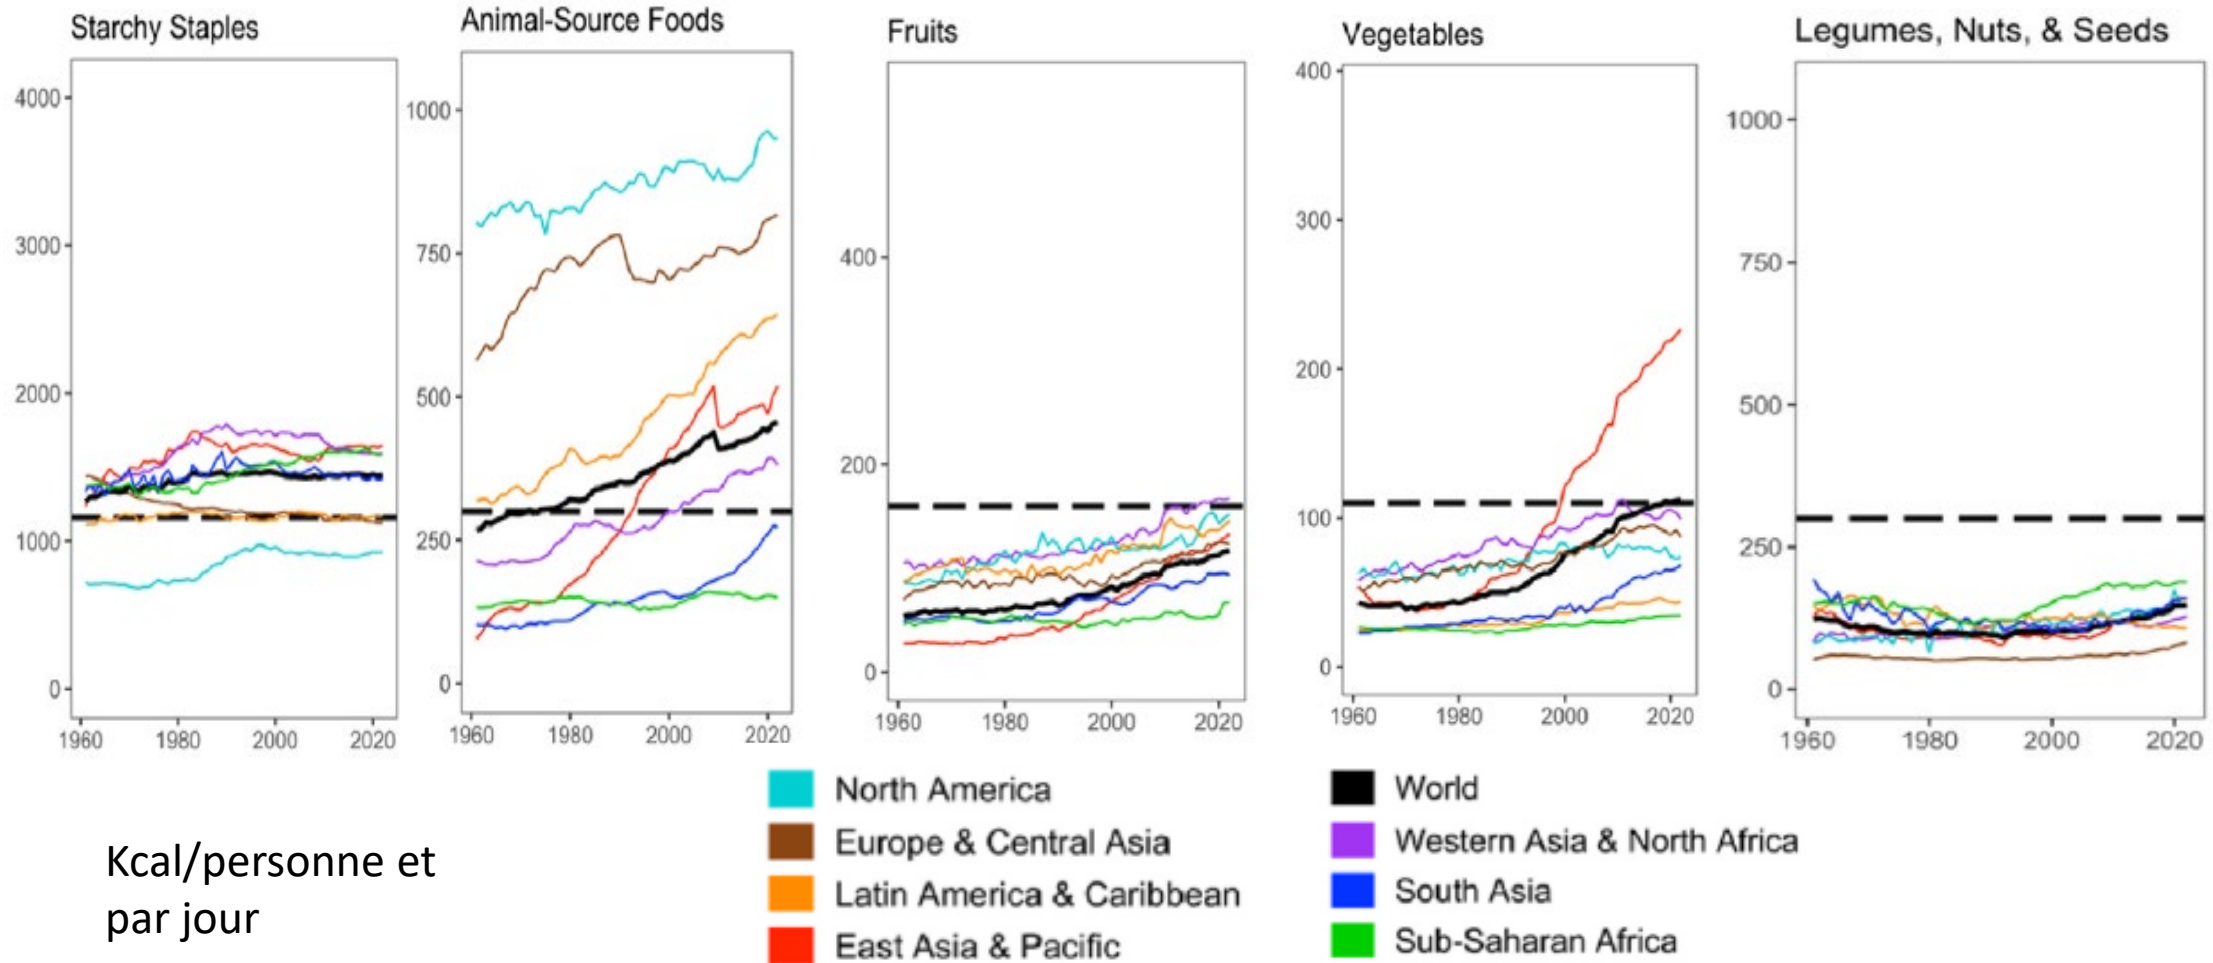 Starchy Staples
4000
3000
2000
1000
0
1960 1980 2000 2020
Animal-Source Foods
1000
750
500
250
0
1960 1980 2000 2020
Fruits
400
200
0
1960 1980 2000 2020
Vegetables
400
300
200
100
0
1960 1980 2000 2020
Legumes, Nuts, & Seeds
1000
750
500
250
0
1960 1980 2000 2020
Kcal/personne et
par jour
North America
Europe & Central Asia
Latin America & Caribbean
East Asia & Pacific
World
Western Asia & North Africa
South Asia
Sub-Saharan Africa